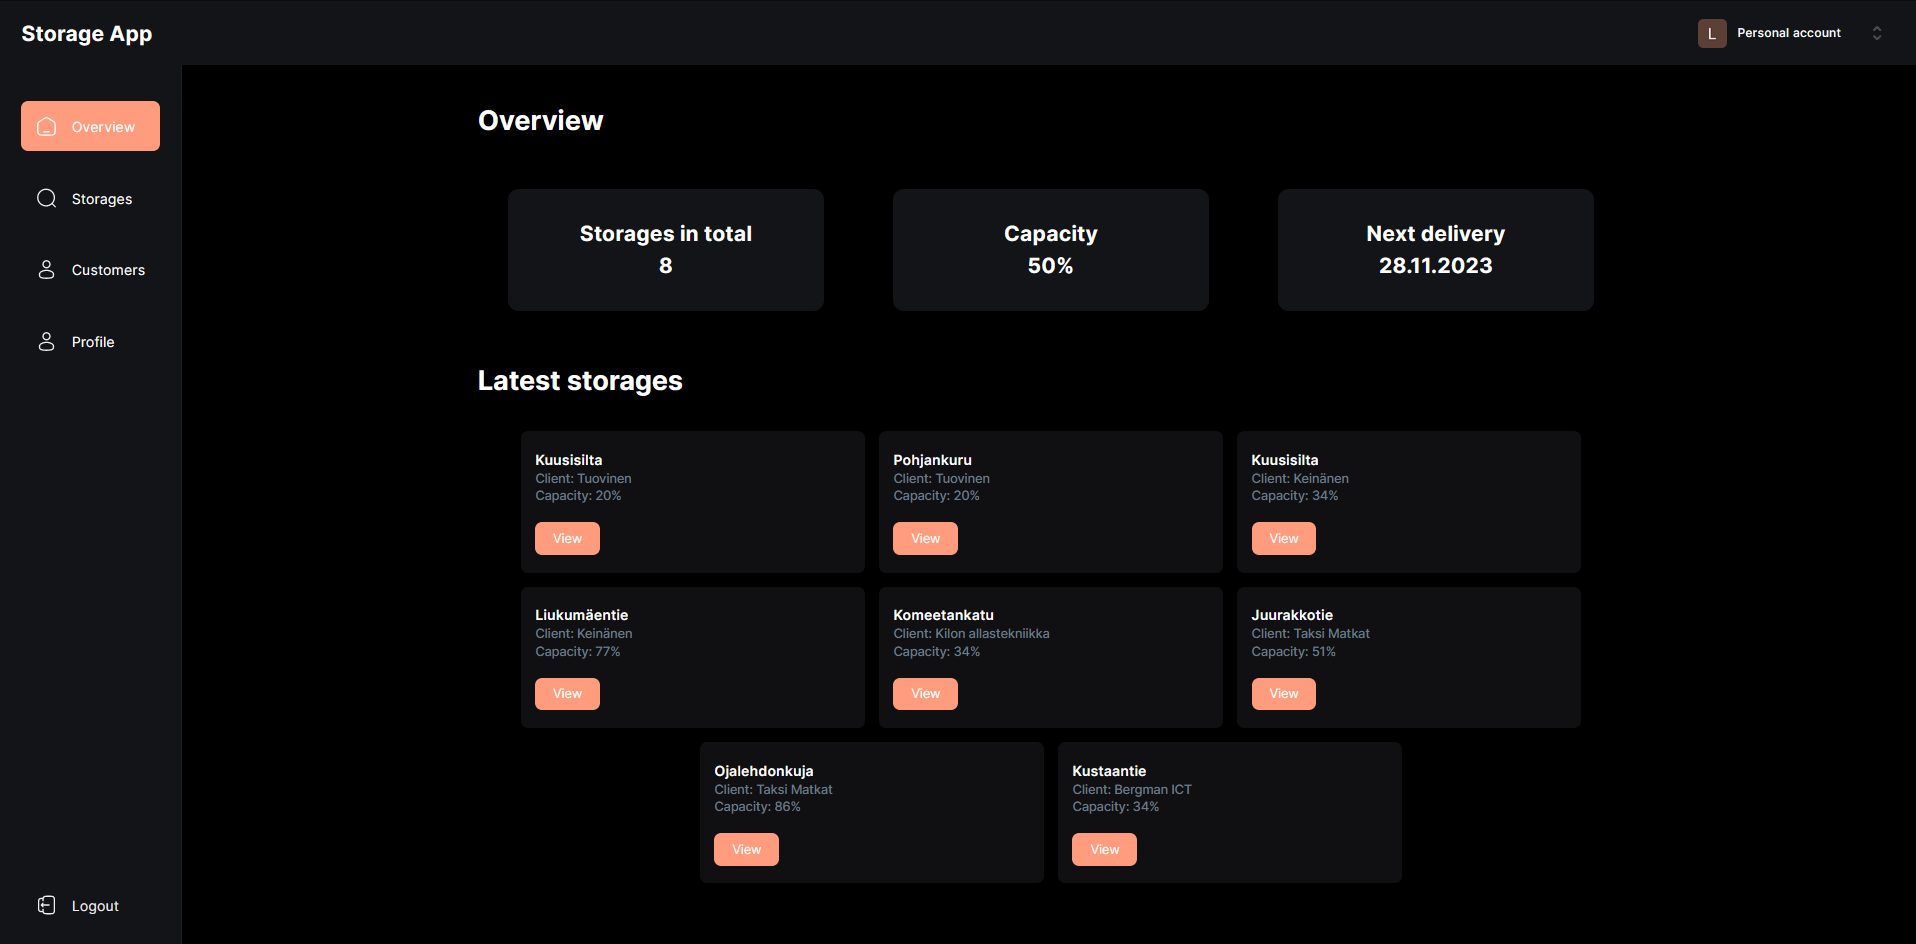 Storage App
L
Personal account
Overview
Storages
Customers
Profile
Logout
Overview
Storages in total
8
Capacity
50%
Next delivery
28.11.2023
Latest storages
Kuusisilta
Client: Tuovinen
Capacity: 20%
View
Pohjankuru
Client: Tuovinen
Capacity: 20%
View
Kuusisilta
Client: Keinänen
Capacity: 34%
View
Liukumäentie
Client: Keinänen
Capacity: 77%
View
Komeetankatu
Client: Kilon allastekniikka
Capacity: 34%
View
Juurakkotie
Client: Taksi Matkat
Capacity: 51%
View
Ojalehdonkuja
Client: Taksi Matkat
Capacity: 86%
View
Kustaantie
Client: Bergman ICT
Capacity: 34%
View